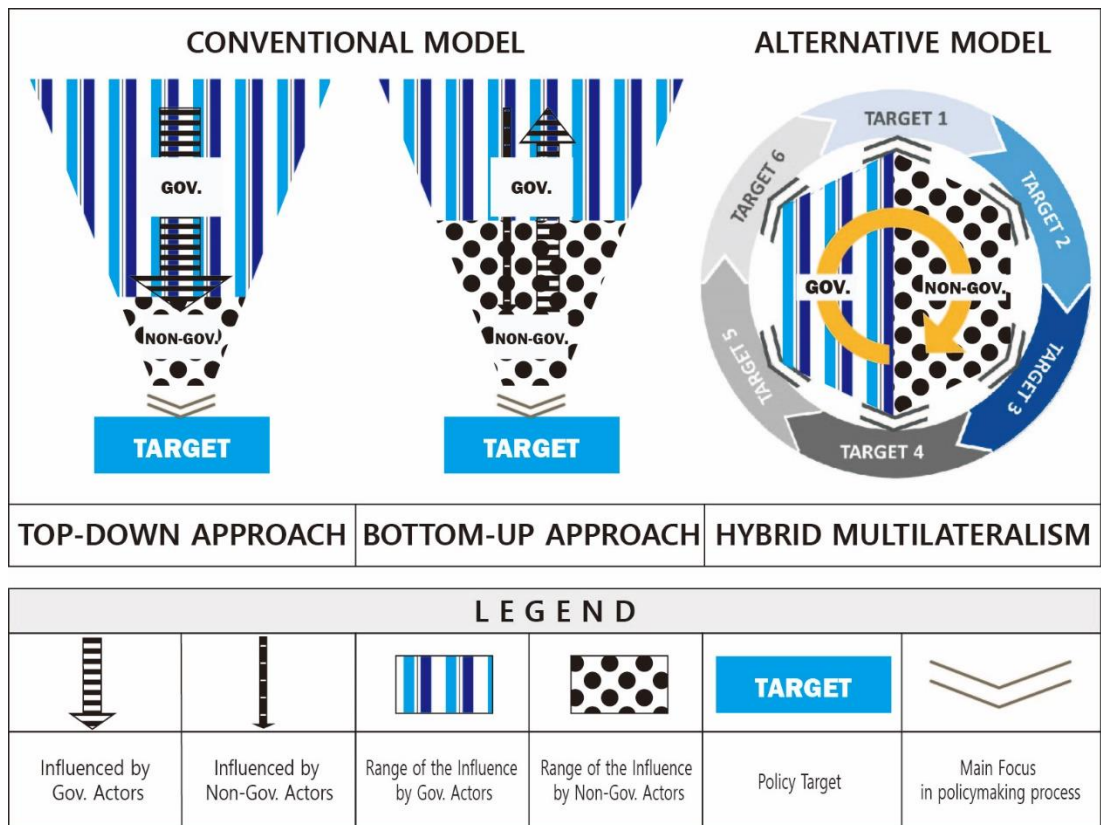 CONVENTIONAL MODEL
ALTERNATIVE MODEL
GOV.
NON-GOV.
TARGET
GOV.
NON-GOV.
TARGET
TARGET 1
TARGET 2
TARGET 3
TARGET 4
TARGET 5
TARGET 6
GOV.
NON-GOV.
TOP-DOWN APPROACH
BOTTOM-UP APPROACH
HYBRID MULTILATERALISM
LEGEND
TARGET
Influenced by
Gov. Actors
Influenced by
Non-Gov. Actors
Range of the Influence
by Gov. Actors
Range of the Influence
by Non-Gov. Actors
Policy Target
Main Focus
in policymaking process